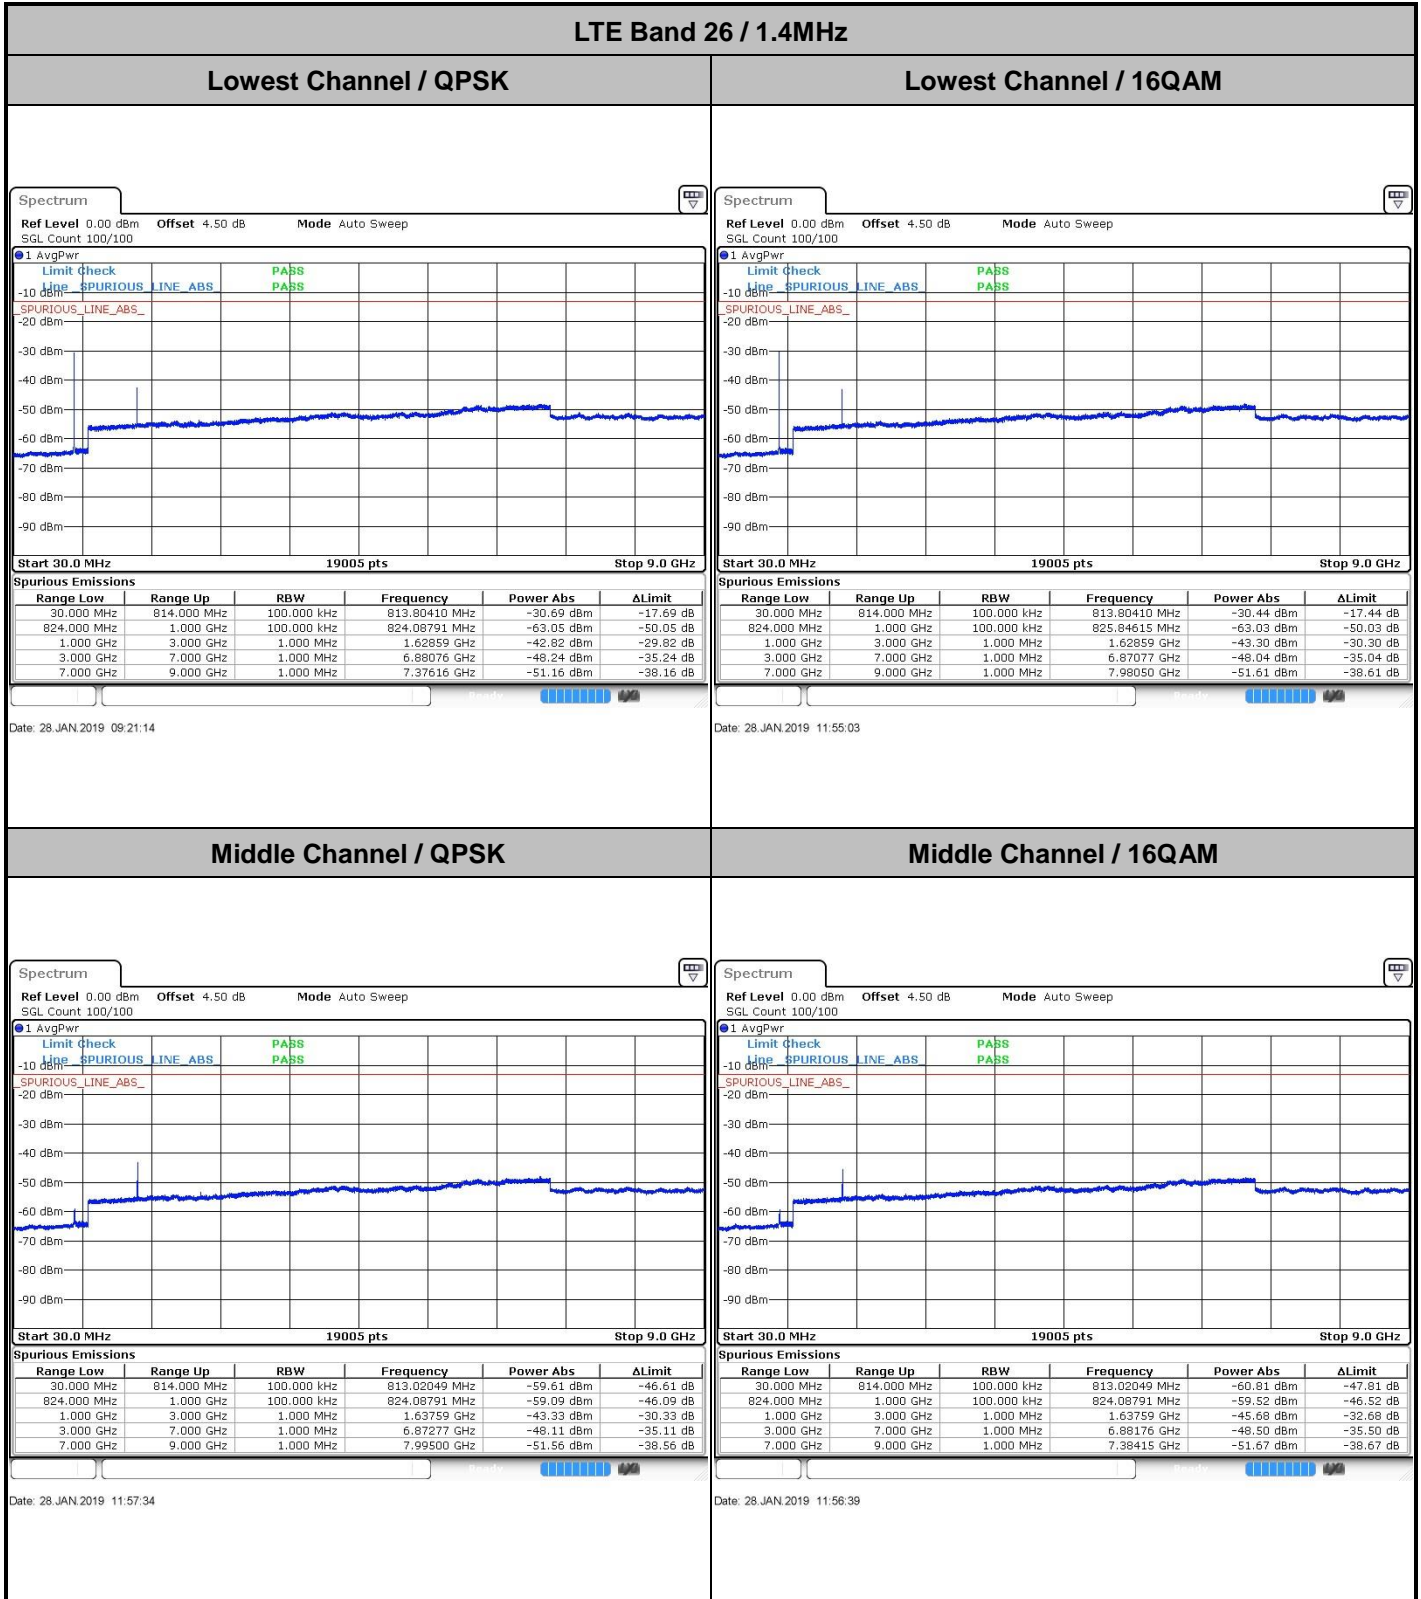 LTE Band 26 / 1.4MHz
Lowest Channel / QPSK
Lowest Channel / 16QAM
Spectrum
Ref Level 0.00 dBm Offset 4.50 dB Mode Auto Sweep
SGL Count 100/100
1 AvgPwr
Limit Check PASS
Line _SPURIOUS_LINE_ABS_ PASS
-10 dBm
_SPURIOUS_LINE_ABS_
-20 dBm
-30 dBm
-40 dBm
-50 dBm
-60 dBm
-70 dBm
-80 dBm
-90 dBm
Start 30.0 MHz 19005 pts Stop 9.0 GHz
Spurious Emissions
Range Low Range Up RBW Frequency Power Abs ΔLimit
30.000 MHz 814.000 MHz 100.000 kHz 813.80410 MHz -30.69 dBm -17.69 dB
824.000 MHz 1.000 GHz 100.000 kHz 824.08791 MHz -63.05 dBm -50.05 dB
1.000 GHz 3.000 GHz 1.000 MHz 1.62859 GHz -42.82 dBm -29.82 dB
3.000 GHz 7.000 GHz 1.000 MHz 6.88076 GHz -48.24 dBm -35.24 dB
7.000 GHz 9.000 GHz 1.000 MHz 7.37616 GHz -51.16 dBm -38.16 dB
Ready
Date: 28.JAN.2019 09:21:14
Spectrum
Ref Level 0.00 dBm Offset 4.50 dB Mode Auto Sweep
SGL Count 100/100
1 AvgPwr
Limit Check PASS
Line _SPURIOUS_LINE_ABS_ PASS
-10 dBm
_SPURIOUS_LINE_ABS_
-20 dBm
-30 dBm
-40 dBm
-50 dBm
-60 dBm
-70 dBm
-80 dBm
-90 dBm
Start 30.0 MHz 19005 pts Stop 9.0 GHz
Spurious Emissions
Range Low Range Up RBW Frequency Power Abs ΔLimit
30.000 MHz 814.000 MHz 100.000 kHz 813.80410 MHz -30.44 dBm -17.44 dB
824.000 MHz 1.000 GHz 100.000 kHz 825.84615 MHz -63.03 dBm -50.03 dB
1.000 GHz 3.000 GHz 1.000 MHz 1.62859 GHz -43.30 dBm -30.30 dB
3.000 GHz 7.000 GHz 1.000 MHz 6.87077 GHz -48.04 dBm -35.04 dB
7.000 GHz 9.000 GHz 1.000 MHz 7.98050 GHz -51.61 dBm -38.61 dB
Ready
Date: 28.JAN.2019 11:55:03
Middle Channel / QPSK
Middle Channel / 16QAM
Spectrum
Ref Level 0.00 dBm Offset 4.50 dB Mode Auto Sweep
SGL Count 100/100
1 AvgPwr
Limit Check PASS
Line _SPURIOUS_LINE_ABS_ PASS
-10 dBm
_SPURIOUS_LINE_ABS_
-20 dBm
-30 dBm
-40 dBm
-50 dBm
-60 dBm
-70 dBm
-80 dBm
-90 dBm
Start 30.0 MHz 19005 pts Stop 9.0 GHz
Spurious Emissions
Range Low Range Up RBW Frequency Power Abs ΔLimit
30.000 MHz 814.000 MHz 100.000 kHz 813.02049 MHz -59.61 dBm -46.61 dB
824.000 MHz 1.000 GHz 100.000 kHz 824.08791 MHz -59.09 dBm -46.09 dB
1.000 GHz 3.000 GHz 1.000 MHz 1.63759 GHz -43.33 dBm -30.33 dB
3.000 GHz 7.000 GHz 1.000 MHz 6.87277 GHz -48.11 dBm -35.11 dB
7.000 GHz 9.000 GHz 1.000 MHz 7.99500 GHz -51.56 dBm -38.56 dB
Ready
Date: 28.JAN.2019 11:57:34
Spectrum
Ref Level 0.00 dBm Offset 4.50 dB Mode Auto Sweep
SGL Count 100/100
1 AvgPwr
Limit Check PASS
Line _SPURIOUS_LINE_ABS_ PASS
-10 dBm
_SPURIOUS_LINE_ABS_
-20 dBm
-30 dBm
-40 dBm
-50 dBm
-60 dBm
-70 dBm
-80 dBm
-90 dBm
Start 30.0 MHz 19005 pts Stop 9.0 GHz
Spurious Emissions
Range Low Range Up RBW Frequency Power Abs ΔLimit
30.000 MHz 814.000 MHz 100.000 kHz 813.02049 MHz -60.81 dBm -47.81 dB
824.000 MHz 1.000 GHz 100.000 kHz 824.08791 MHz -59.52 dBm -46.52 dB
1.000 GHz 3.000 GHz 1.000 MHz 1.63759 GHz -45.68 dBm -32.68 dB
3.000 GHz 7.000 GHz 1.000 MHz 6.88176 GHz -48.50 dBm -35.50 dB
7.000 GHz 9.000 GHz 1.000 MHz 7.38415 GHz -51.67 dBm -38.67 dB
Ready
Date: 28.JAN.2019 11:56:39